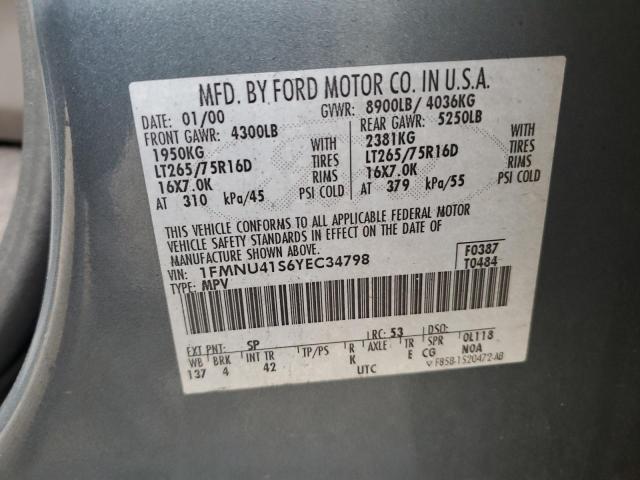 MFD. BY FORD MOTOR CO. IN U.S.A.
DATE: 01/00 GVWR: 8900LB/ 4036KG
FRONT GAWR: 4300LB REAR GAWR: 5250LB
1950KG WITH 2381KG WITH
LT265/75R16D TIRES LT265/75R16D TIRES
16X7.0K RIMS 16X7.0K RIMS
AT 310 kPa/45 PSI COLD AT 379 kPa/55 PSI COLD
THIS VEHICLE CONFORMS TO ALL APPLICABLE FEDERAL MOTOR
VEHICLE SAFETY STANDARDS IN EFFECT ON THE DATE OF
MANUFACTURE SHOWN ABOVE.
VIN: 1FMNU41S6YEC34798 F0387
TYPE: MPV T0484
EXT PNT: SP RC: 53 DSO:
WB BRK INT TR TP/PS R AXLE TR SPR 0L118
137 4 42 K E CG N0A
UTC F85B-1520472-AB